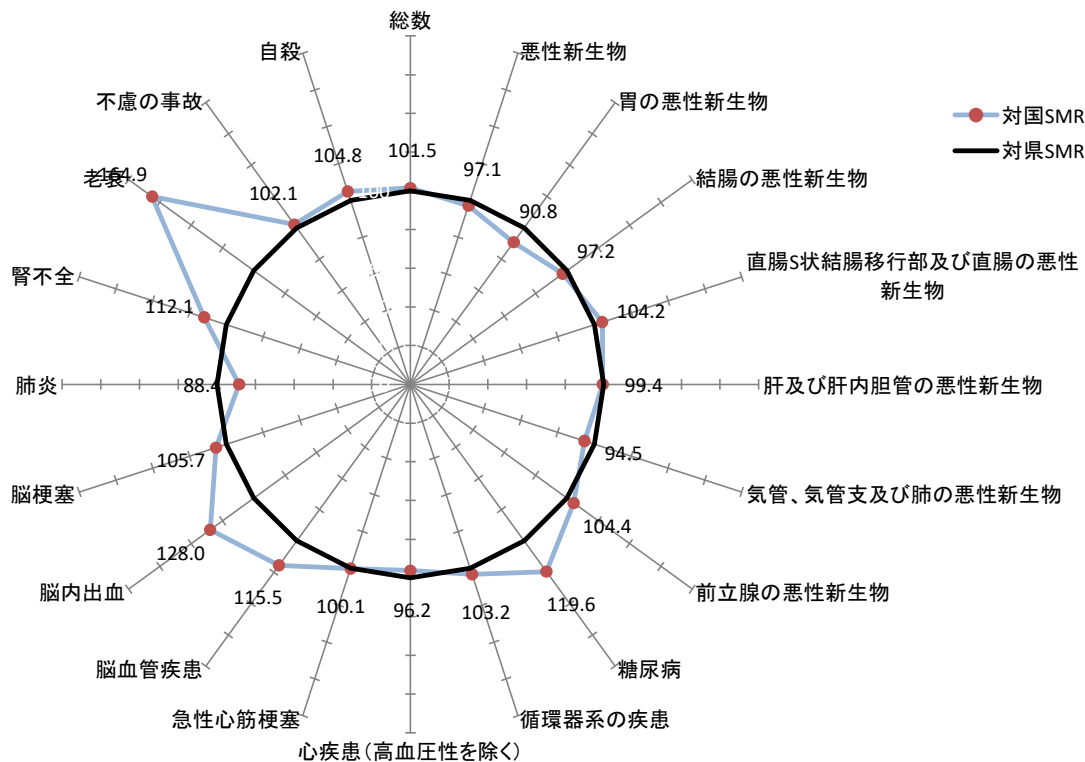 総数
自殺
悪性新生物
不慮の事故
胃の悪性新生物
対国SMR
対県SMR
104.8
101.5
97.1
老衰
164.9
102.1
100
90.8
結腸の悪性新生物
97.2
直腸S状結腸移行部及び直腸の悪性
新生物
腎不全
112.1
104.2
肺炎
88.4
99.4
肝及び肝内胆管の悪性新生物
105.7
94.5
脳梗塞
気管、気管支及び肺の悪性新生物
128.0
104.4
脳内出血
前立腺の悪性新生物
115.5
100.1
96.2
103.2
119.6
脳血管疾患
糖尿病
急性心筋梗塞
循環器系の疾患
心疾患（高血圧性を除く）